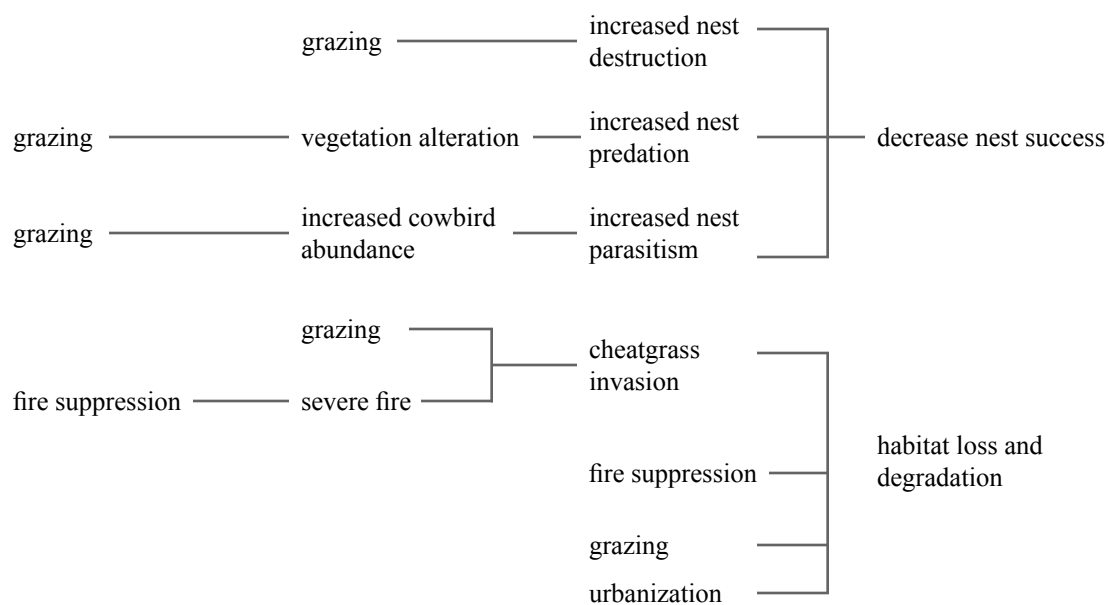 grazing
increased nest
destruction
grazing
vegetation alteration
increased nest
predation
decrease nest success
grazing
increased cowbird
abundance
increased nest
parasitism
grazing
cheatgrass
invasion
fire suppression
severe fire
habitat loss and
degradation
fire suppression
grazing
urbanization